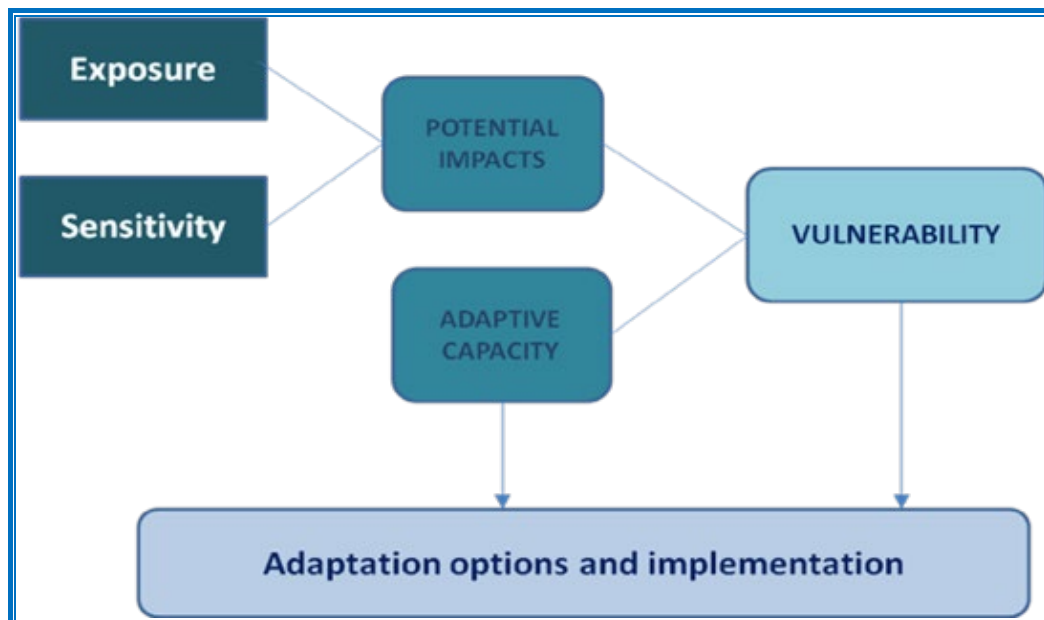 Exposure
POTENTIAL
IMPACTS
Sensitivity
VULNERABILITY
ADAPTIVE
CAPACITY
Adaptation options and implementation